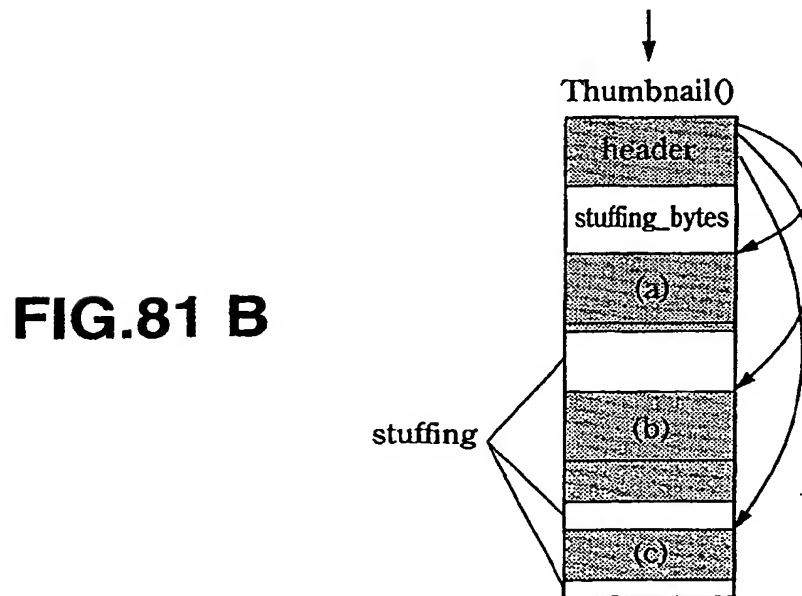 Thumbnail()
header
stuffing_bytes
(a)
FIG.81 B
(b)
stuffing
(c)